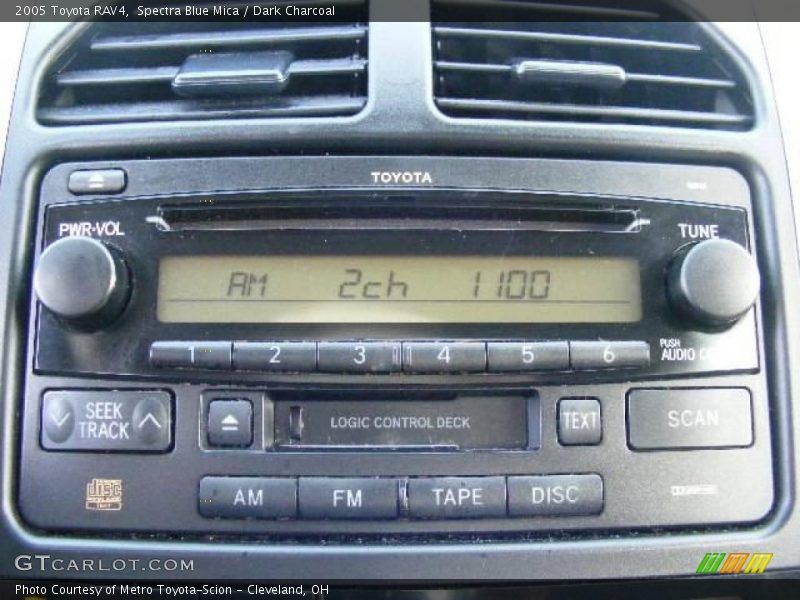 2005 Toyota RAV4, Spectra Blue Mica / Dark Charcoal
TOYOTA
PWR•VOL
TUNE
AM 2ch 1100
1 2 3 4 5 6
PUSH
AUDIO
SEEK
TRACK
LOGIC CONTROL DECK
TEXT
SCAN
disc
AM FM TAPE DISC
GTCARLOT.COM
Photo Courtesy of Metro Toyota-Scion - Cleveland, OH